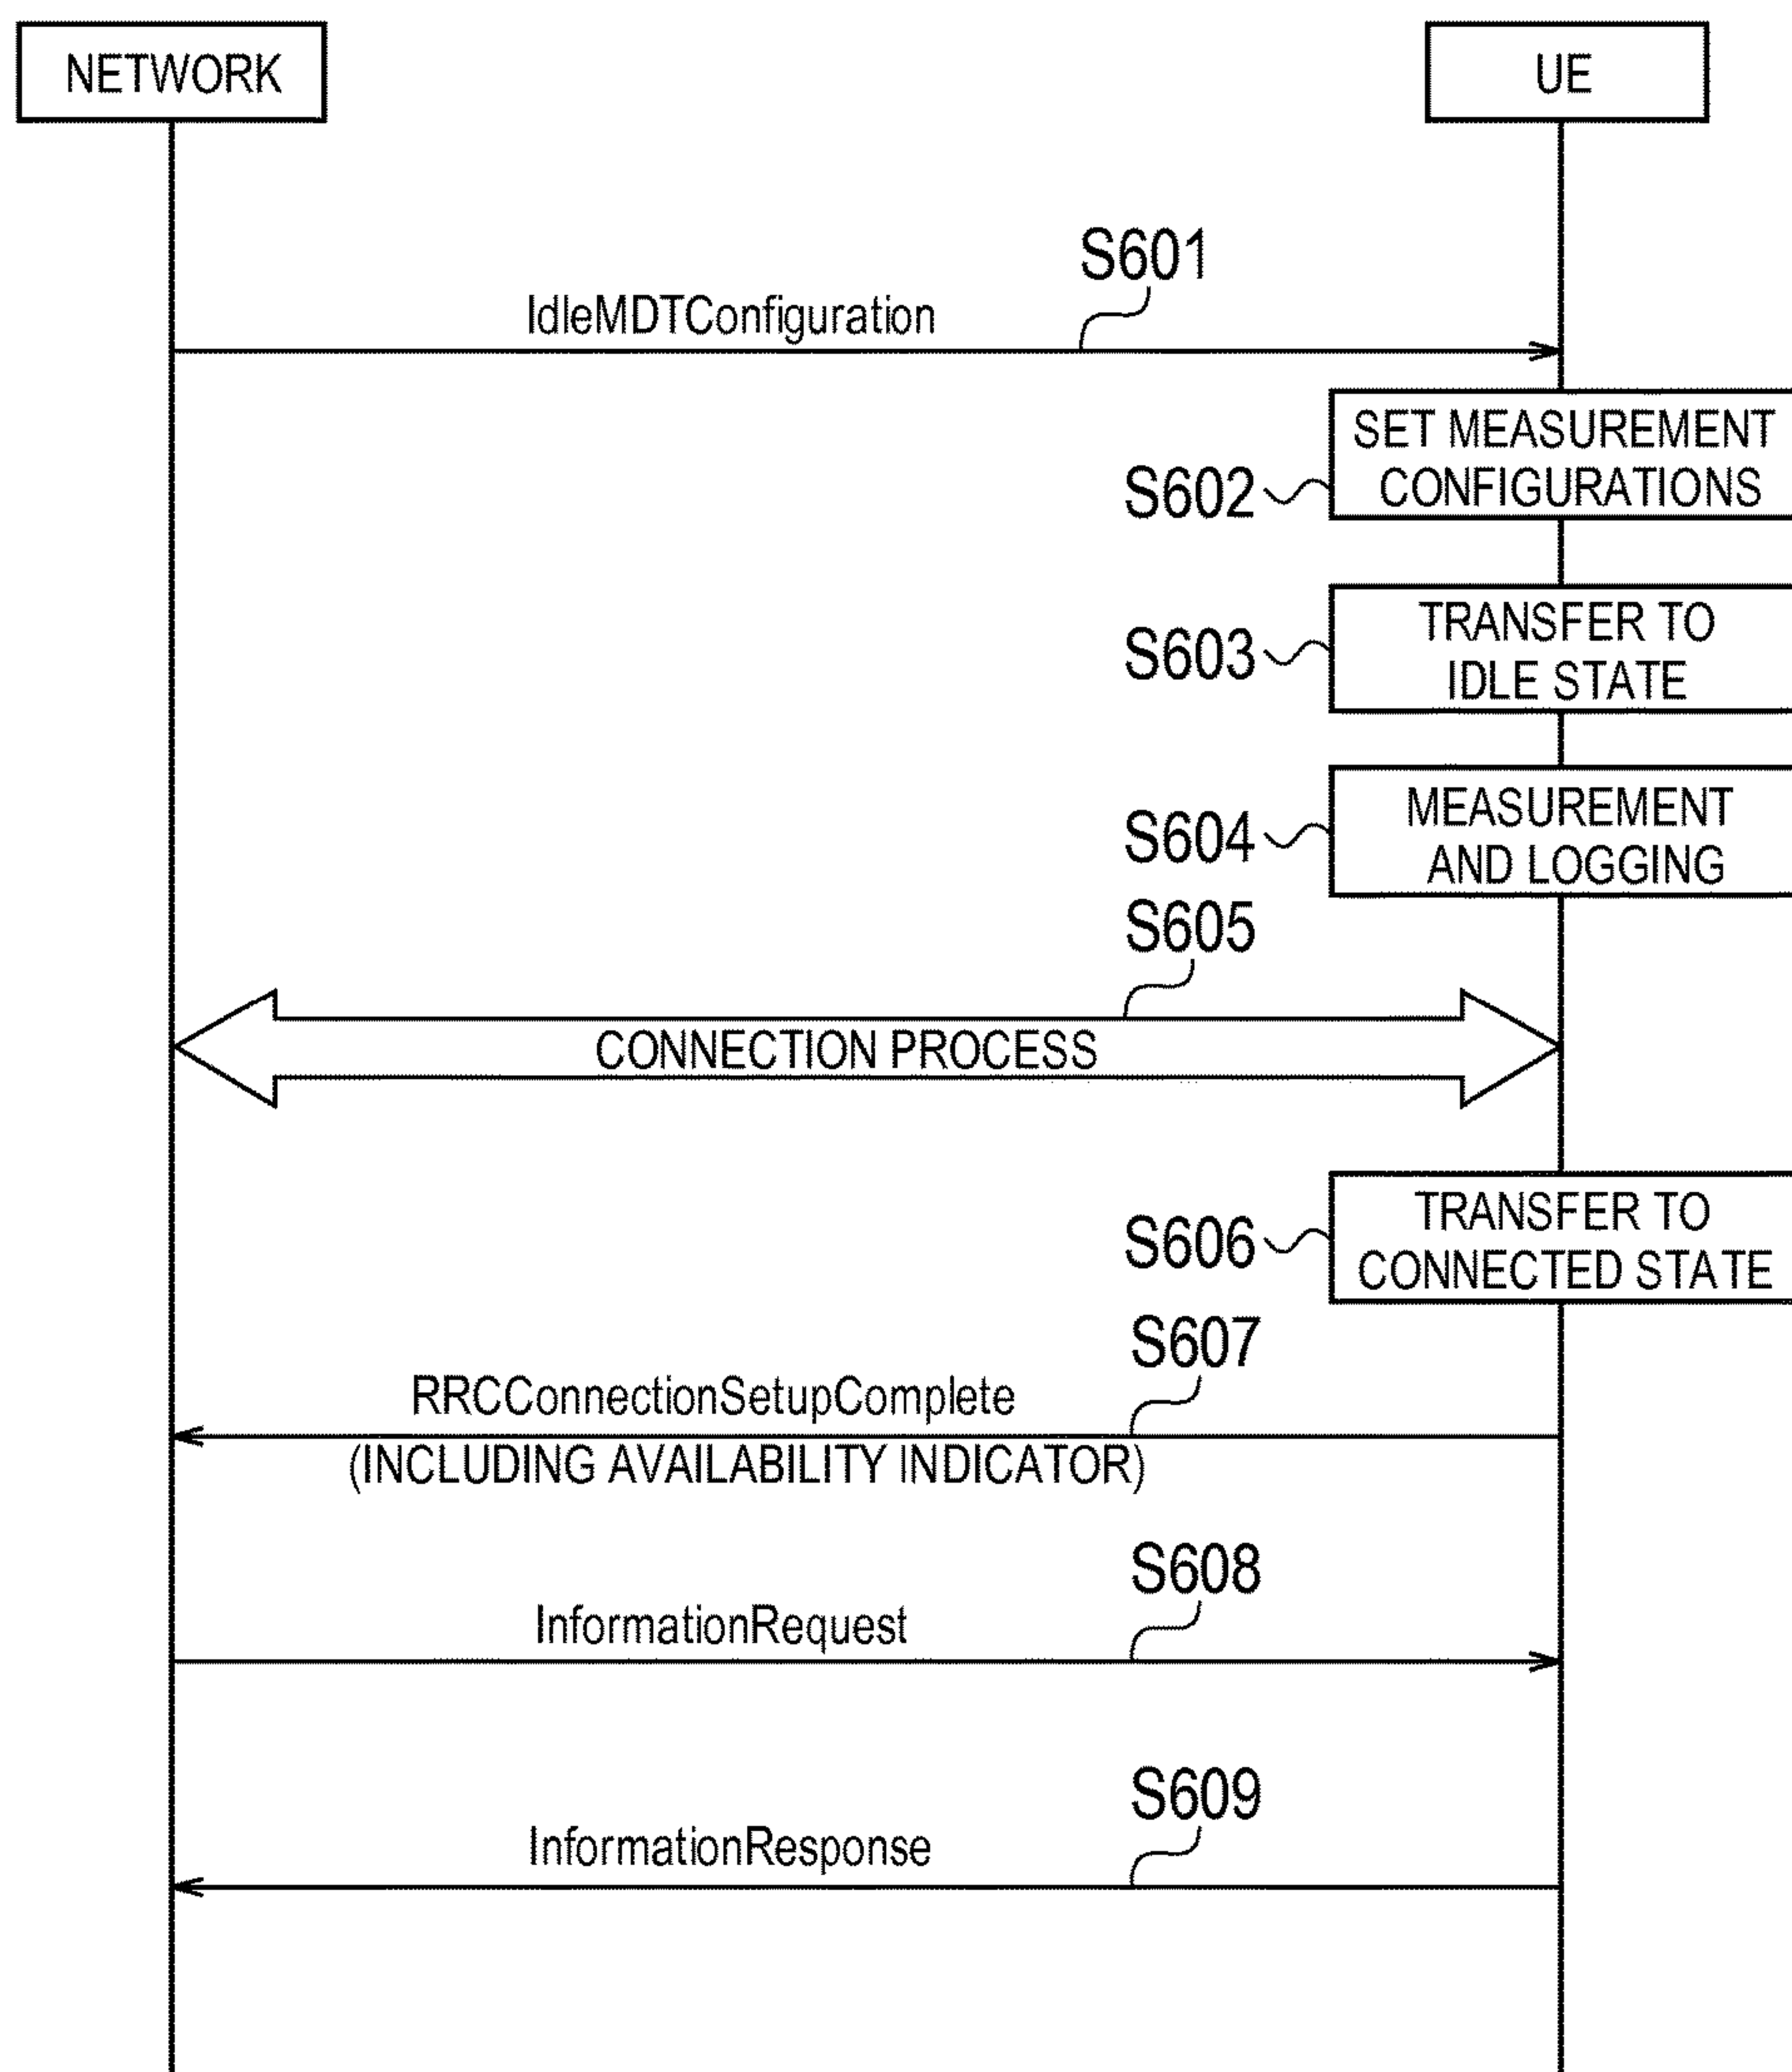 NETWORK
UE
S601
IdleMDTConfiguration
SET MEASUREMENT
CONFIGURATIONS
S602
TRANSFER TO
IDLE STATE
S603
MEASUREMENT
AND LOGGING
S604
S605
CONNECTION PROCESS
TRANSFER TO
CONNECTED STATE
S606
S607
RRCConnectionSetupComplete
(INCLUDING AVAILABILITY INDICATOR)
S608
InformationRequest
S609
InformationResponse